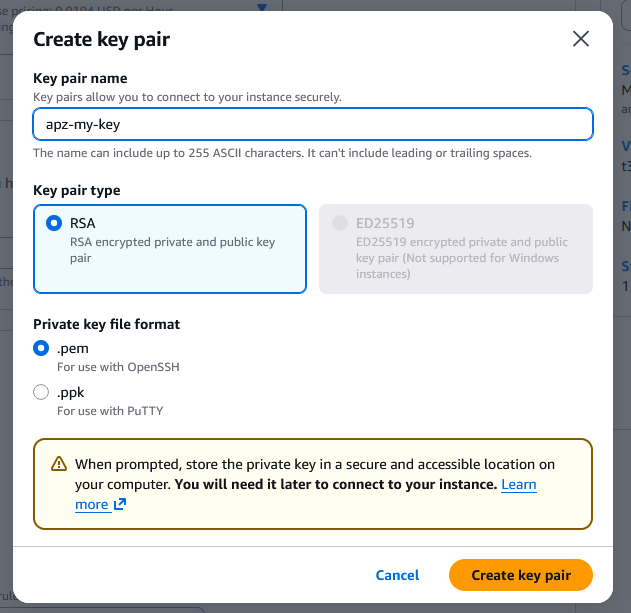 Create key pair
Key pair name
Key pairs allow you to connect to your instance securely.
apz-my-key
The name can include up to 255 ASCII characters. It can't include leading or trailing spaces.
Key pair type
RSA
RSA encrypted private and public key
pair
ED25519
ED25519 encrypted private and public
key pair (Not supported for Windows
instances)
Private key file format
.pem
For use with OpenSSH
.ppk
For use with PuTTY
When prompted, store the private key in a secure and accessible location on
your computer. You will need it later to connect to your instance. Learn
more
Cancel
Create key pair